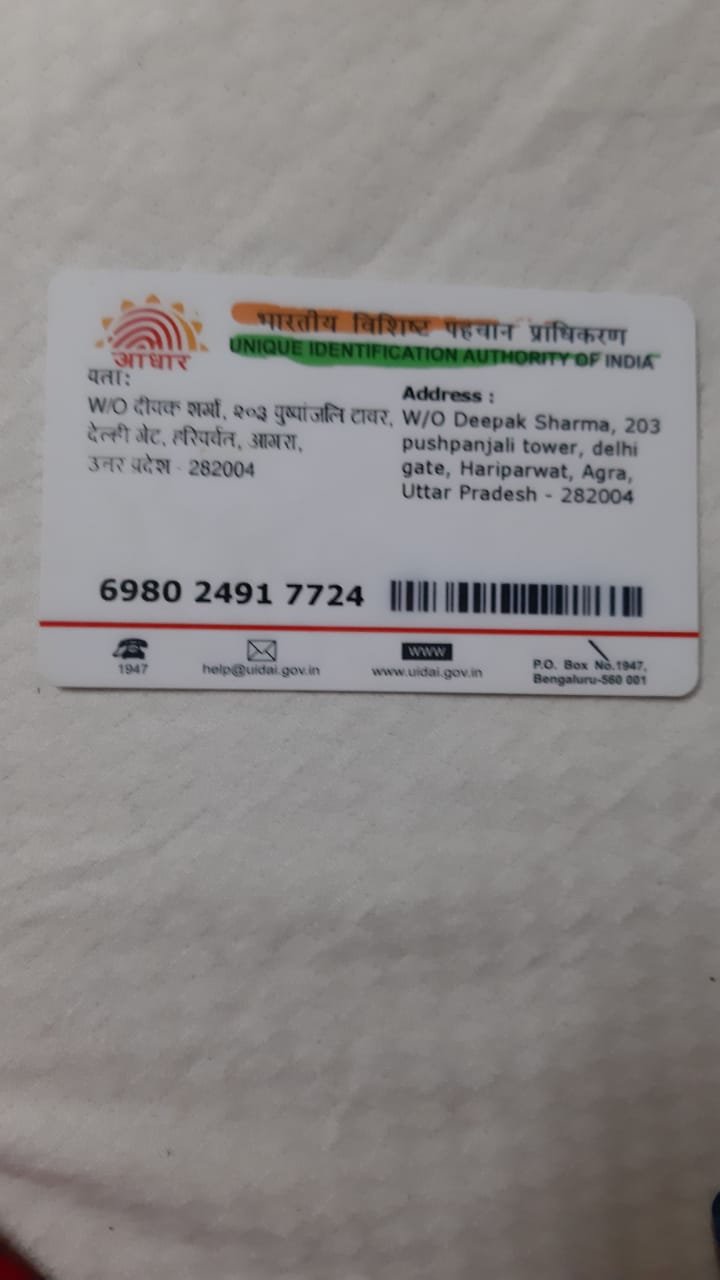 भारतीय विशिष्ट पहचान प्राधिकरण
UNIQUE IDENTIFICATION AUTHORITY OF INDIA
आधार
पता:
W/O दीपक शर्मा, २०३ पुष्पांजलि टावर,
देल्ही गेट, हरिपर्वत, आगरा,
उत्तर प्रदेश - 282004
Address :
W/O Deepak Sharma, 203
pushpanjali tower, delhi
gate, Hariparwat, Agra,
Uttar Pradesh - 282004
6980 2491 7724
1947
help@uidai.gov.in
WWW
www.uidai.gov.in
P.O. Box No.1947,
Bengaluru-560 001